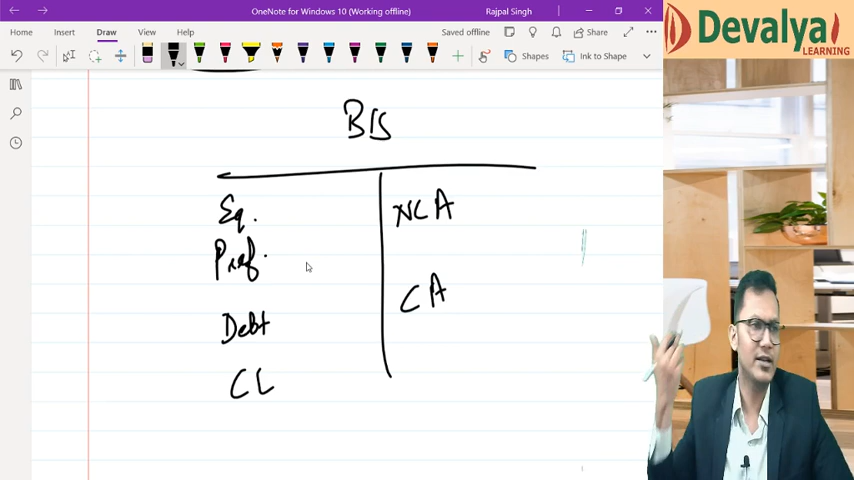 OneNote for Windows 10 (Working offline)
Rajpal Singh
Home Insert Draw View Help
Saved offline
Share
Shapes
Ink to Shape
Devalya
LEARNING
B/S
Eq.
NCA
Pref.
CA
Debt
CL